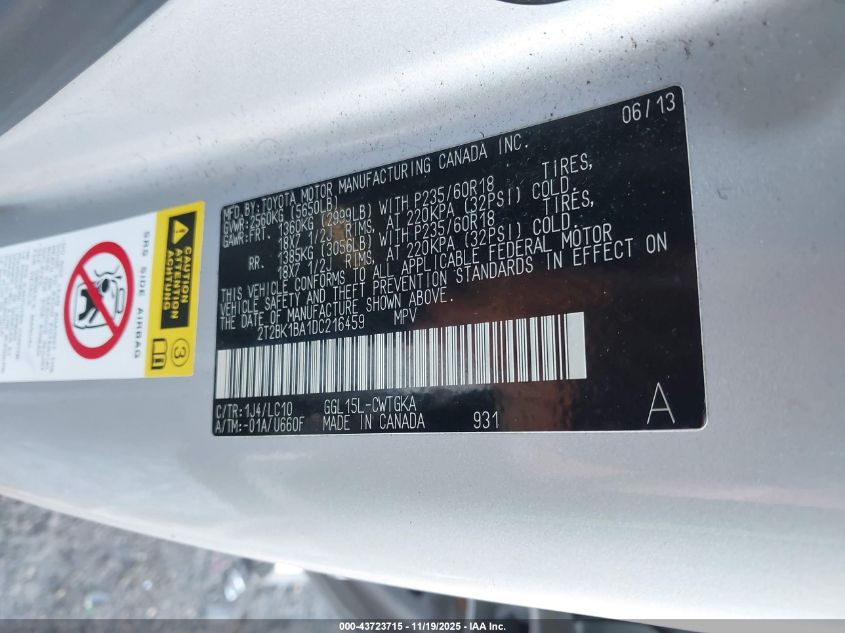 06/13
MFD.BY:TOYOTA MOTOR MANUFACTURING CANADA INC.
GVWR:2560KG (5650LB)
GAWR:FRT 1360KG (2999LB) WITH P235/60R18 TIRES,
18X7 1/2J RIMS, AT 220KPA (32PSI) COLD.
RR. 1385KG (3056LB) WITH P235/60R18 TIRES,
18X7 1/2J RIMS, AT 220KPA (32PSI) COLD.
THIS VEHICLE CONFORMS TO ALL APPLICABLE FEDERAL MOTOR
VEHICLE SAFETY AND THEFT PREVENTION STANDARDS IN EFFECT ON
THE DATE OF MANUFACTURE SHOWN ABOVE.
2T2BK1BA1DC216459 MPV
C/TR:1J4/LC10 GGL15L-CWTGKA
A/TM:-01A/U660F MADE IN CANADA 931
A
CAUTION
ATTENTION
ACHTUNG
3
SRS SIDE AIRBAG
000-43723715 - 11/19/2025 - IAA Inc.